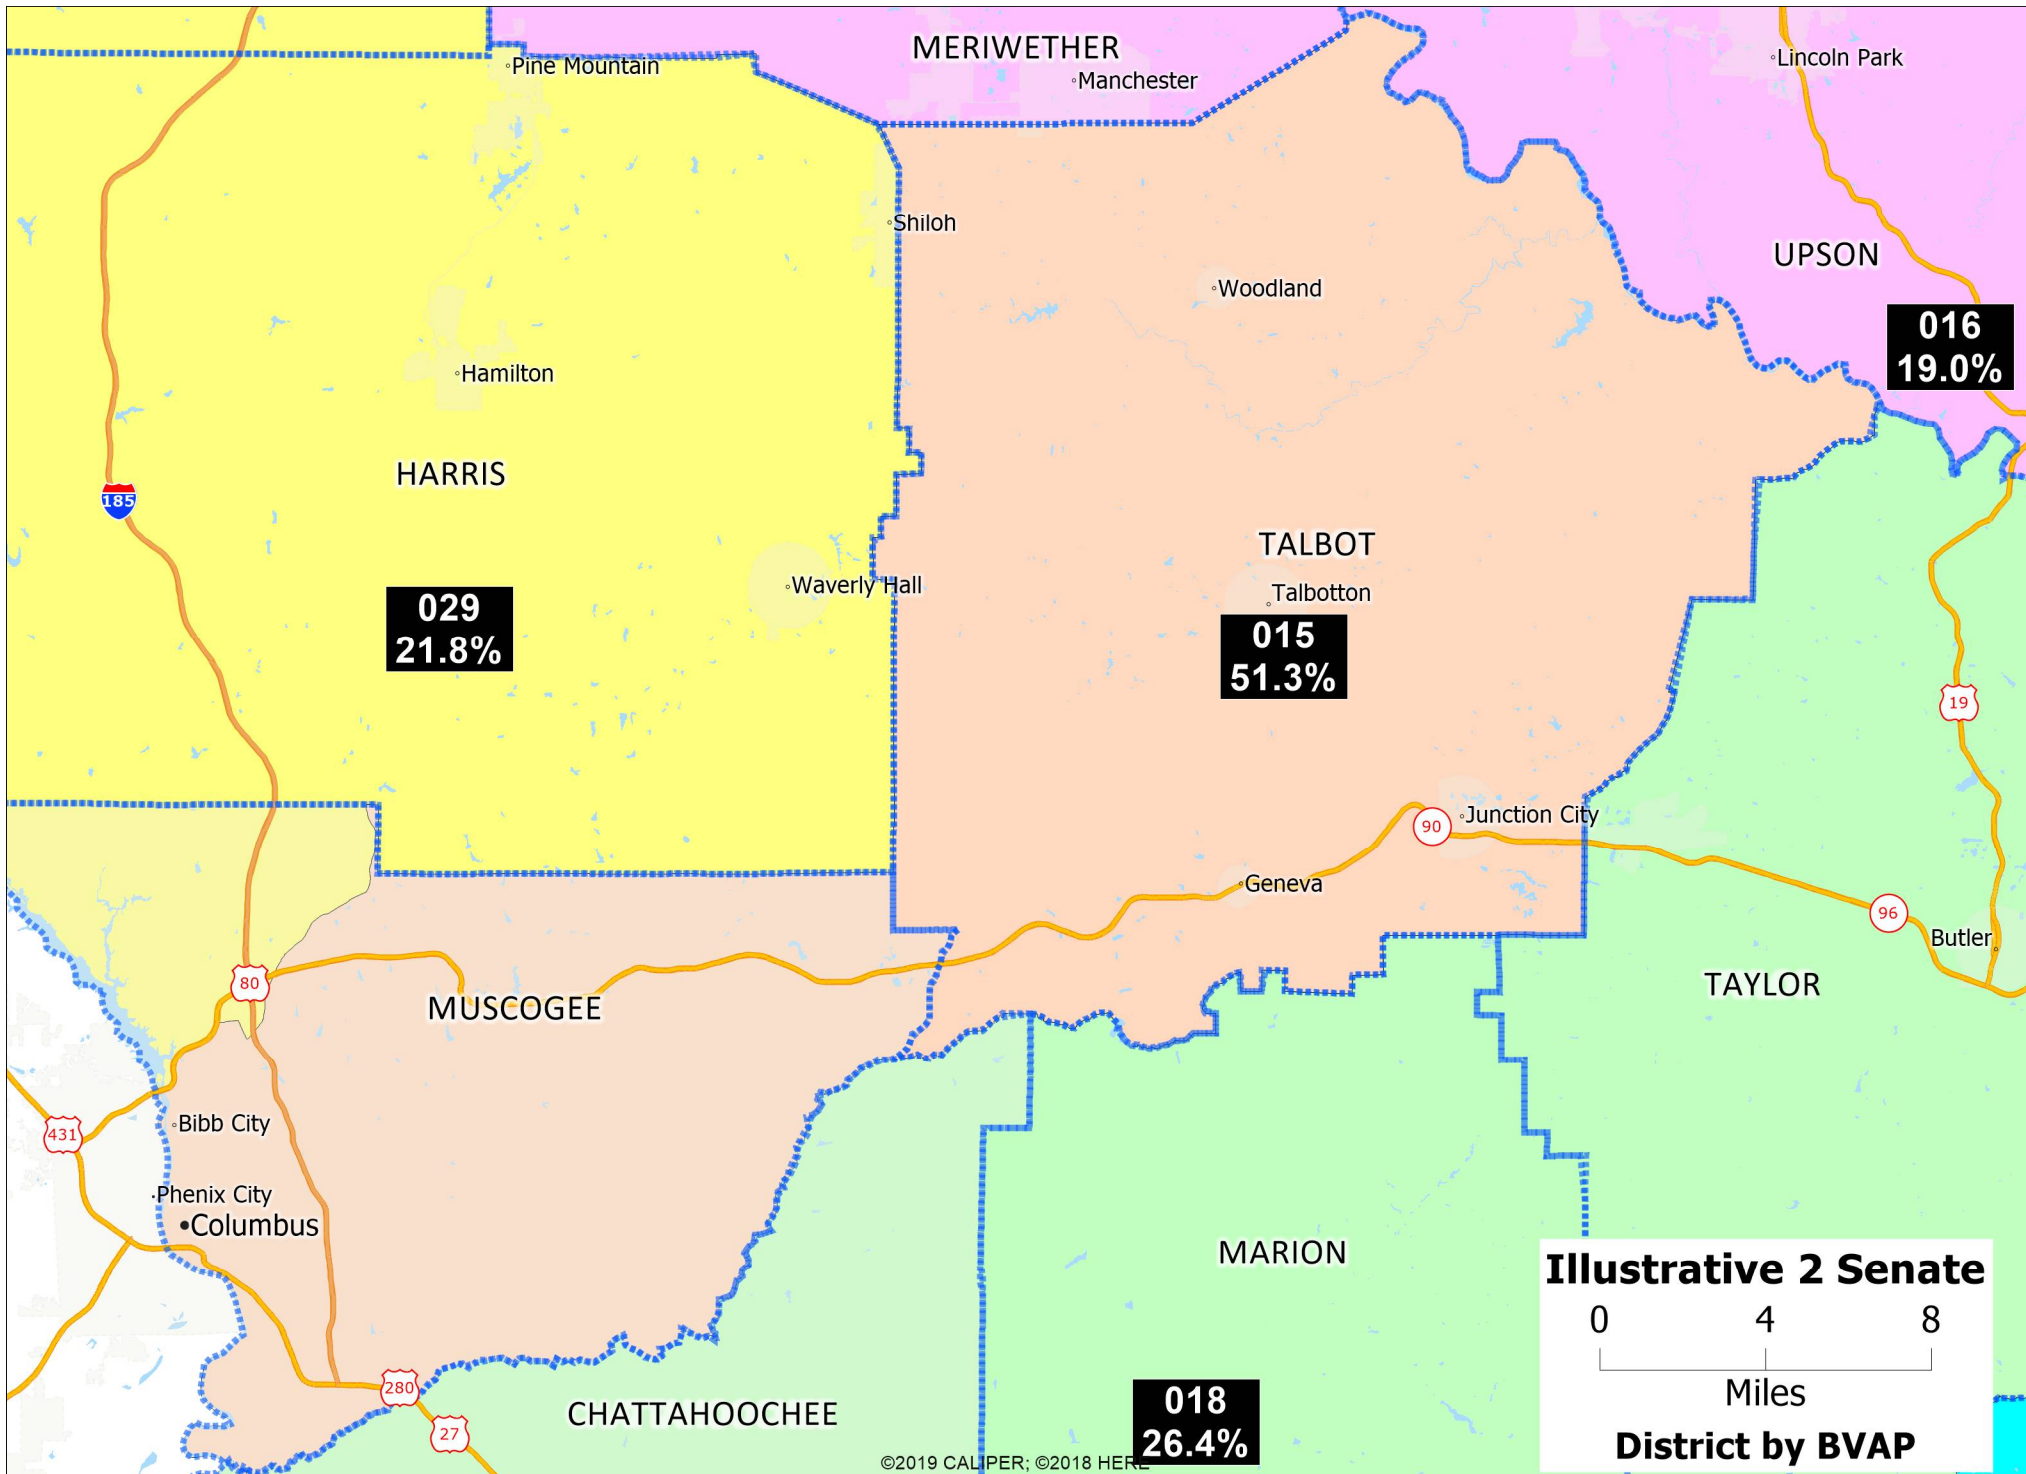 MERIWETHER
Pine Mountain
Manchester
Lincoln Park
Shiloh
UPSON
Woodland
016
19.0%
Hamilton
HARRIS
185
TALBOT
Waverly Hall
Talbotton
029
21.8%
015
51.3%
19
90
Junction City
Geneva
96
Butler
80
MUSCOGEE
TAYLOR
431
Bibb City
Phenix City
Columbus
MARION
Illustrative 2 Senate
0 4 8
Miles
District by BVAP
280
27
CHATTAHOOCHEE
018
26.4%
©2019 CALIPER; ©2018 HERE